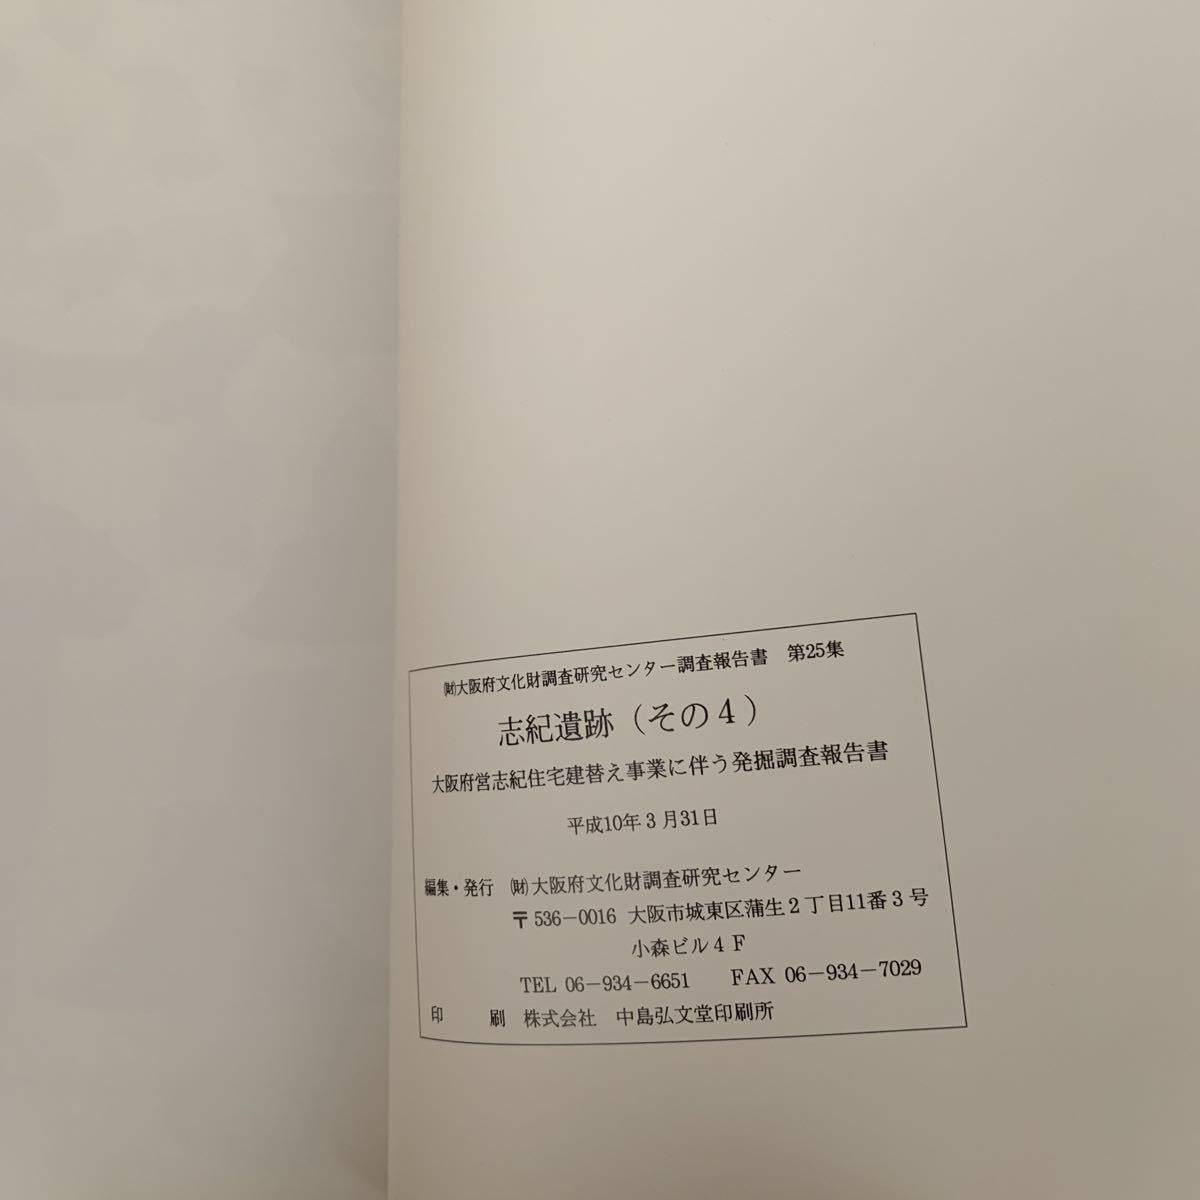 ㈶大阪府文化財調査研究センター調査報告書　第25集
志紀遺跡（その４）
大阪府営志紀住宅建替え事業に伴う発掘調査報告書
平成10年３月31日
編集・発行　㈶大阪府文化財調査研究センター
〒536－0016　大阪市城東区蒲生２丁目11番３号
小森ビル４Ｆ
TEL 06－934－6651　　FAX 06－934－7029
印　　刷　株式会社　中島弘文堂印刷所